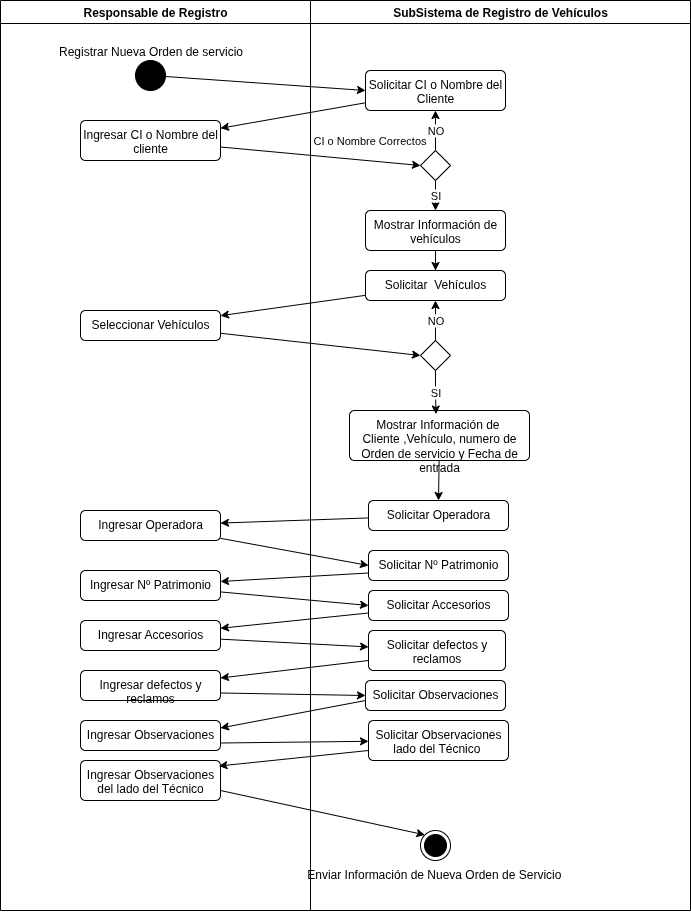 Responsable de Registro
SubSistema de Registro de Vehículos
Registrar Nueva Orden de servicio
Solicitar CI o Nombre del
Cliente
Ingresar CI o Nombre del
cliente
NO
CI o Nombre Correctos
SI
Mostrar Información de
vehículos
Solicitar Vehículos
Seleccionar Vehículos
NO
SI
Mostrar Información de
Cliente ,Vehículo, numero de
Orden de servicio y Fecha de
entrada
Solicitar Operadora
Ingresar Operadora
Solicitar Nº Patrimonio
Ingresar Nº Patrimonio
Solicitar Accesorios
Ingresar Accesorios
Solicitar defectos y
reclamos
Ingresar defectos y
reclamos
Solicitar Observaciones
Ingresar Observaciones
Solicitar Observaciones
lado del Técnico
Ingresar Observaciones
del lado del Técnico
Enviar Información de Nueva Orden de Servicio